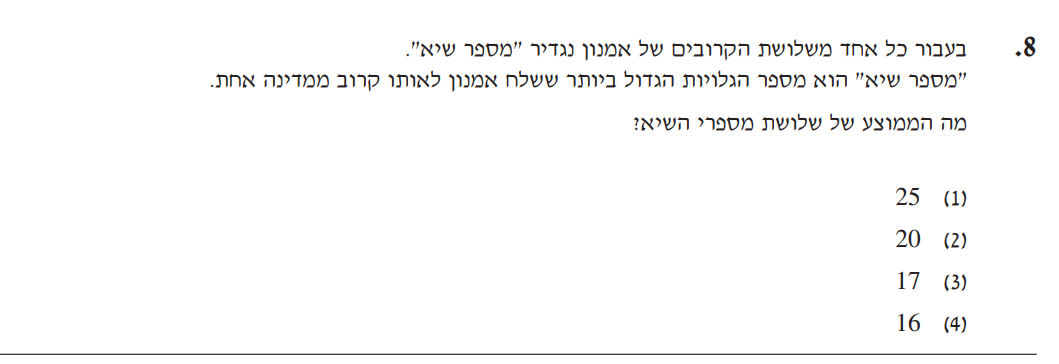 8. בעבור כל אחד משלושת הקרובים של אמנון נגדיר "מספר שיא".
"מספר שיא" הוא מספר הגלויות הגדול ביותר ששלח אמנון לאותו קרוב ממדינה אחת.
מה הממוצע של שלושת מספרי השיא?
(1) 25
(2) 20
(3) 17
(4) 16